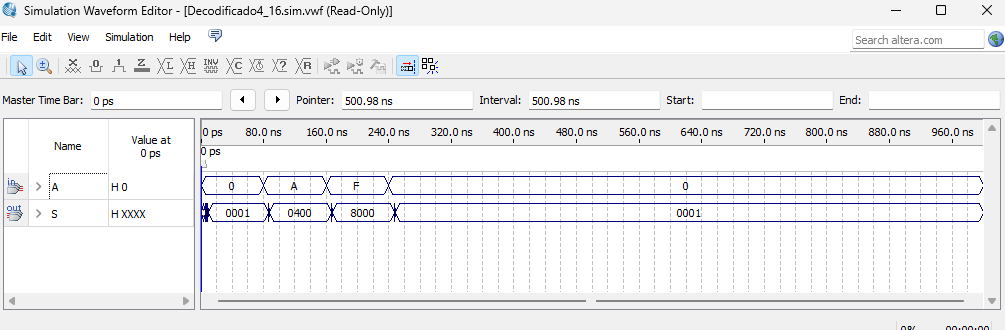 Simulation Waveform Editor - [Decodificado4_16.sim.vwf (Read-Only)]
File Edit View Simulation Help
Search altera.com
Master Time Bar: 0 ps Pointer: 500.98 ns Interval: 500.98 ns Start: End:
Name Value at 0 ps
0 ps 80.0 ns 160.0 ns 240.0 ns 320.0 ns 400.0 ns 480.0 ns 560.0 ns 640.0 ns 720.0 ns 800.0 ns 880.0 ns 960.0 ns
0 ps
in A H 0 0 A F 0
out S H XXXX 0001 0400 8000 0001
0% 00:00:00